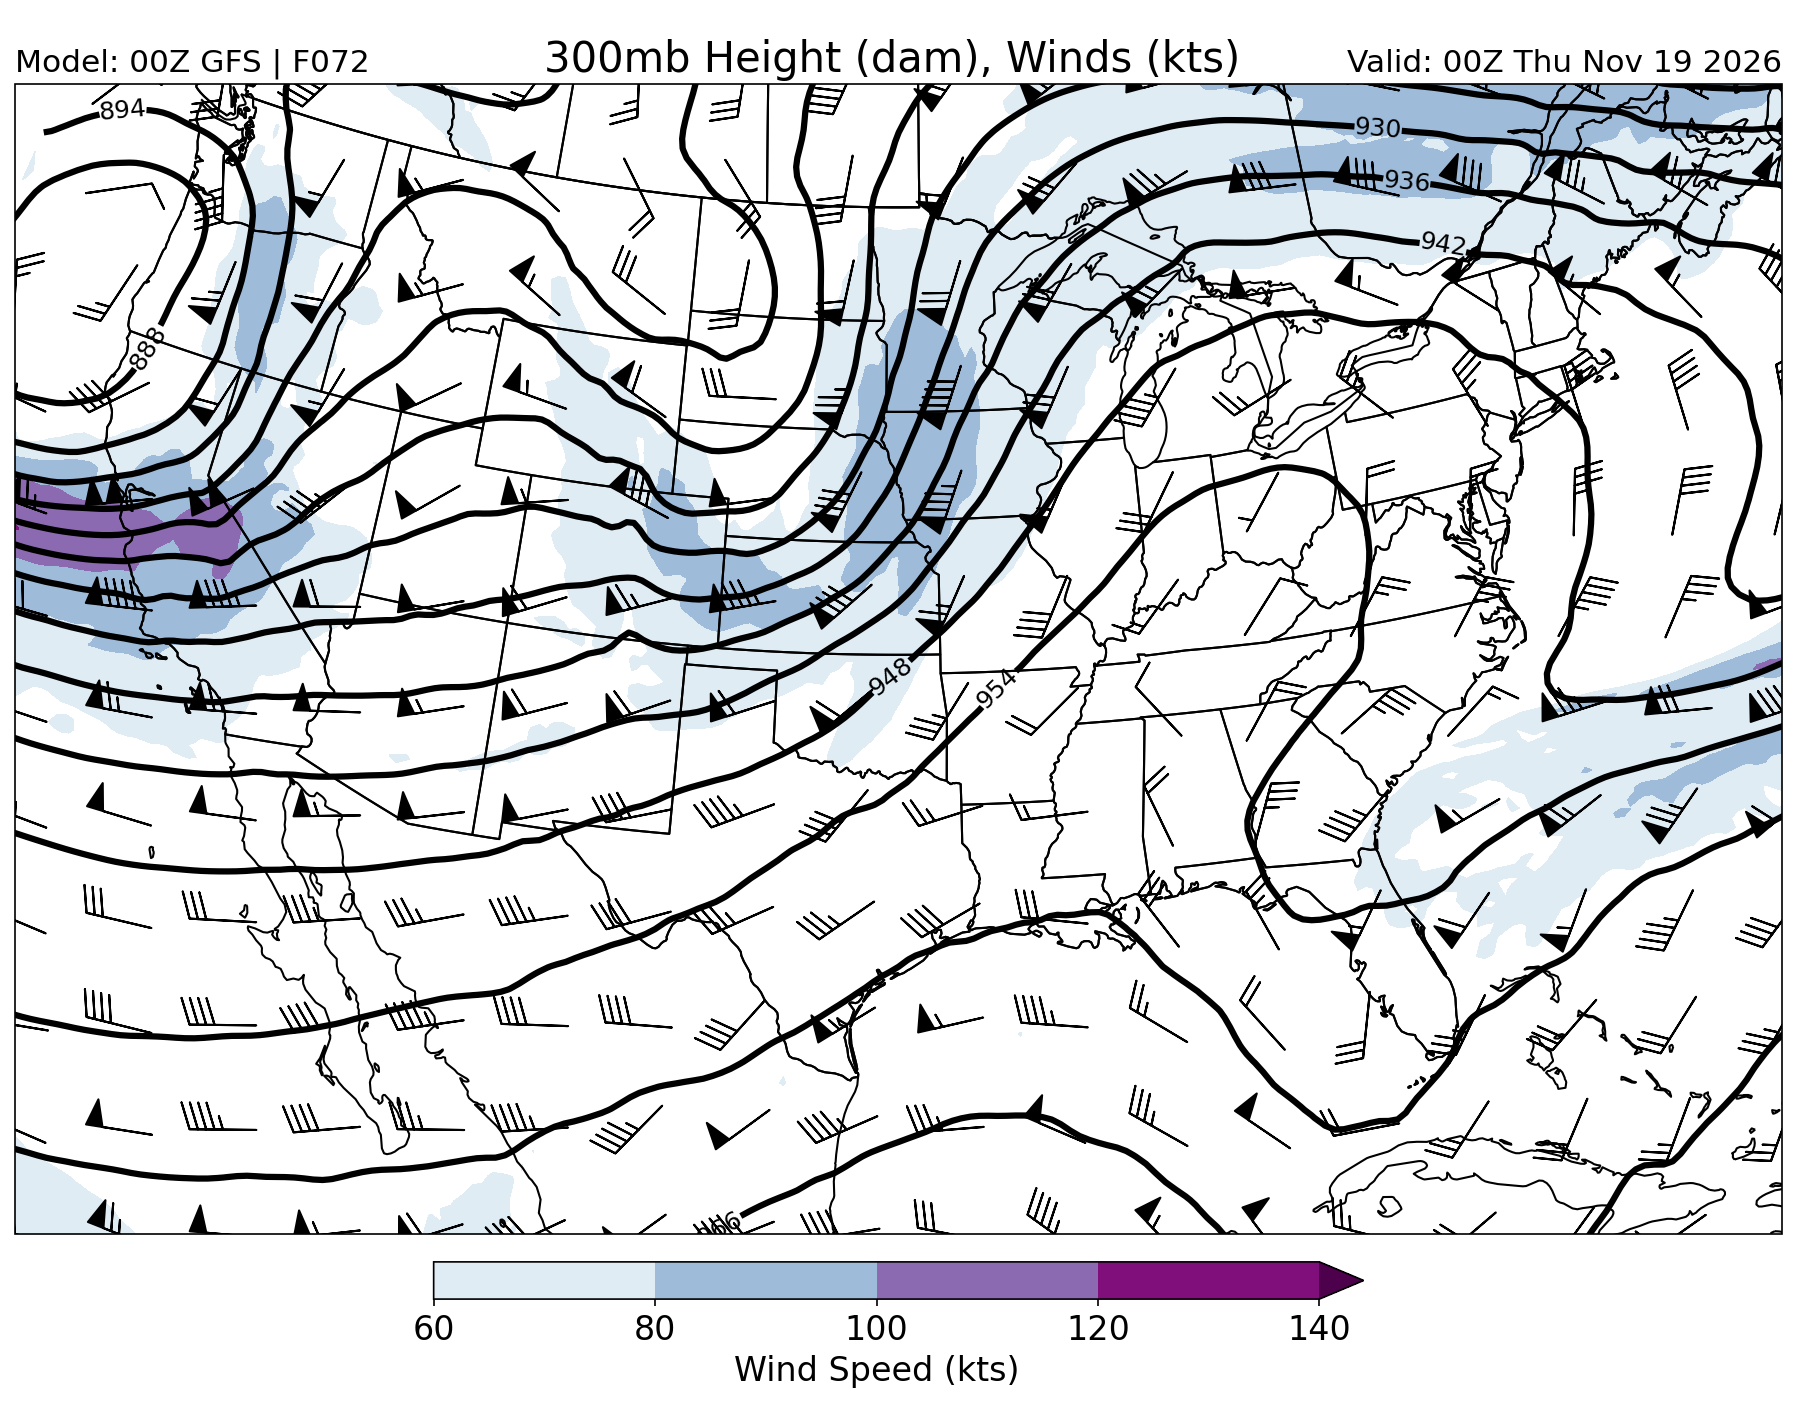 Model: 00Z GFS | F072
300mb Height (dam), Winds (kts)
Valid: 00Z Thu Nov 19 2026
894
930
936
942
888
948
954
966
60 80 100 120 140
Wind Speed (kts)